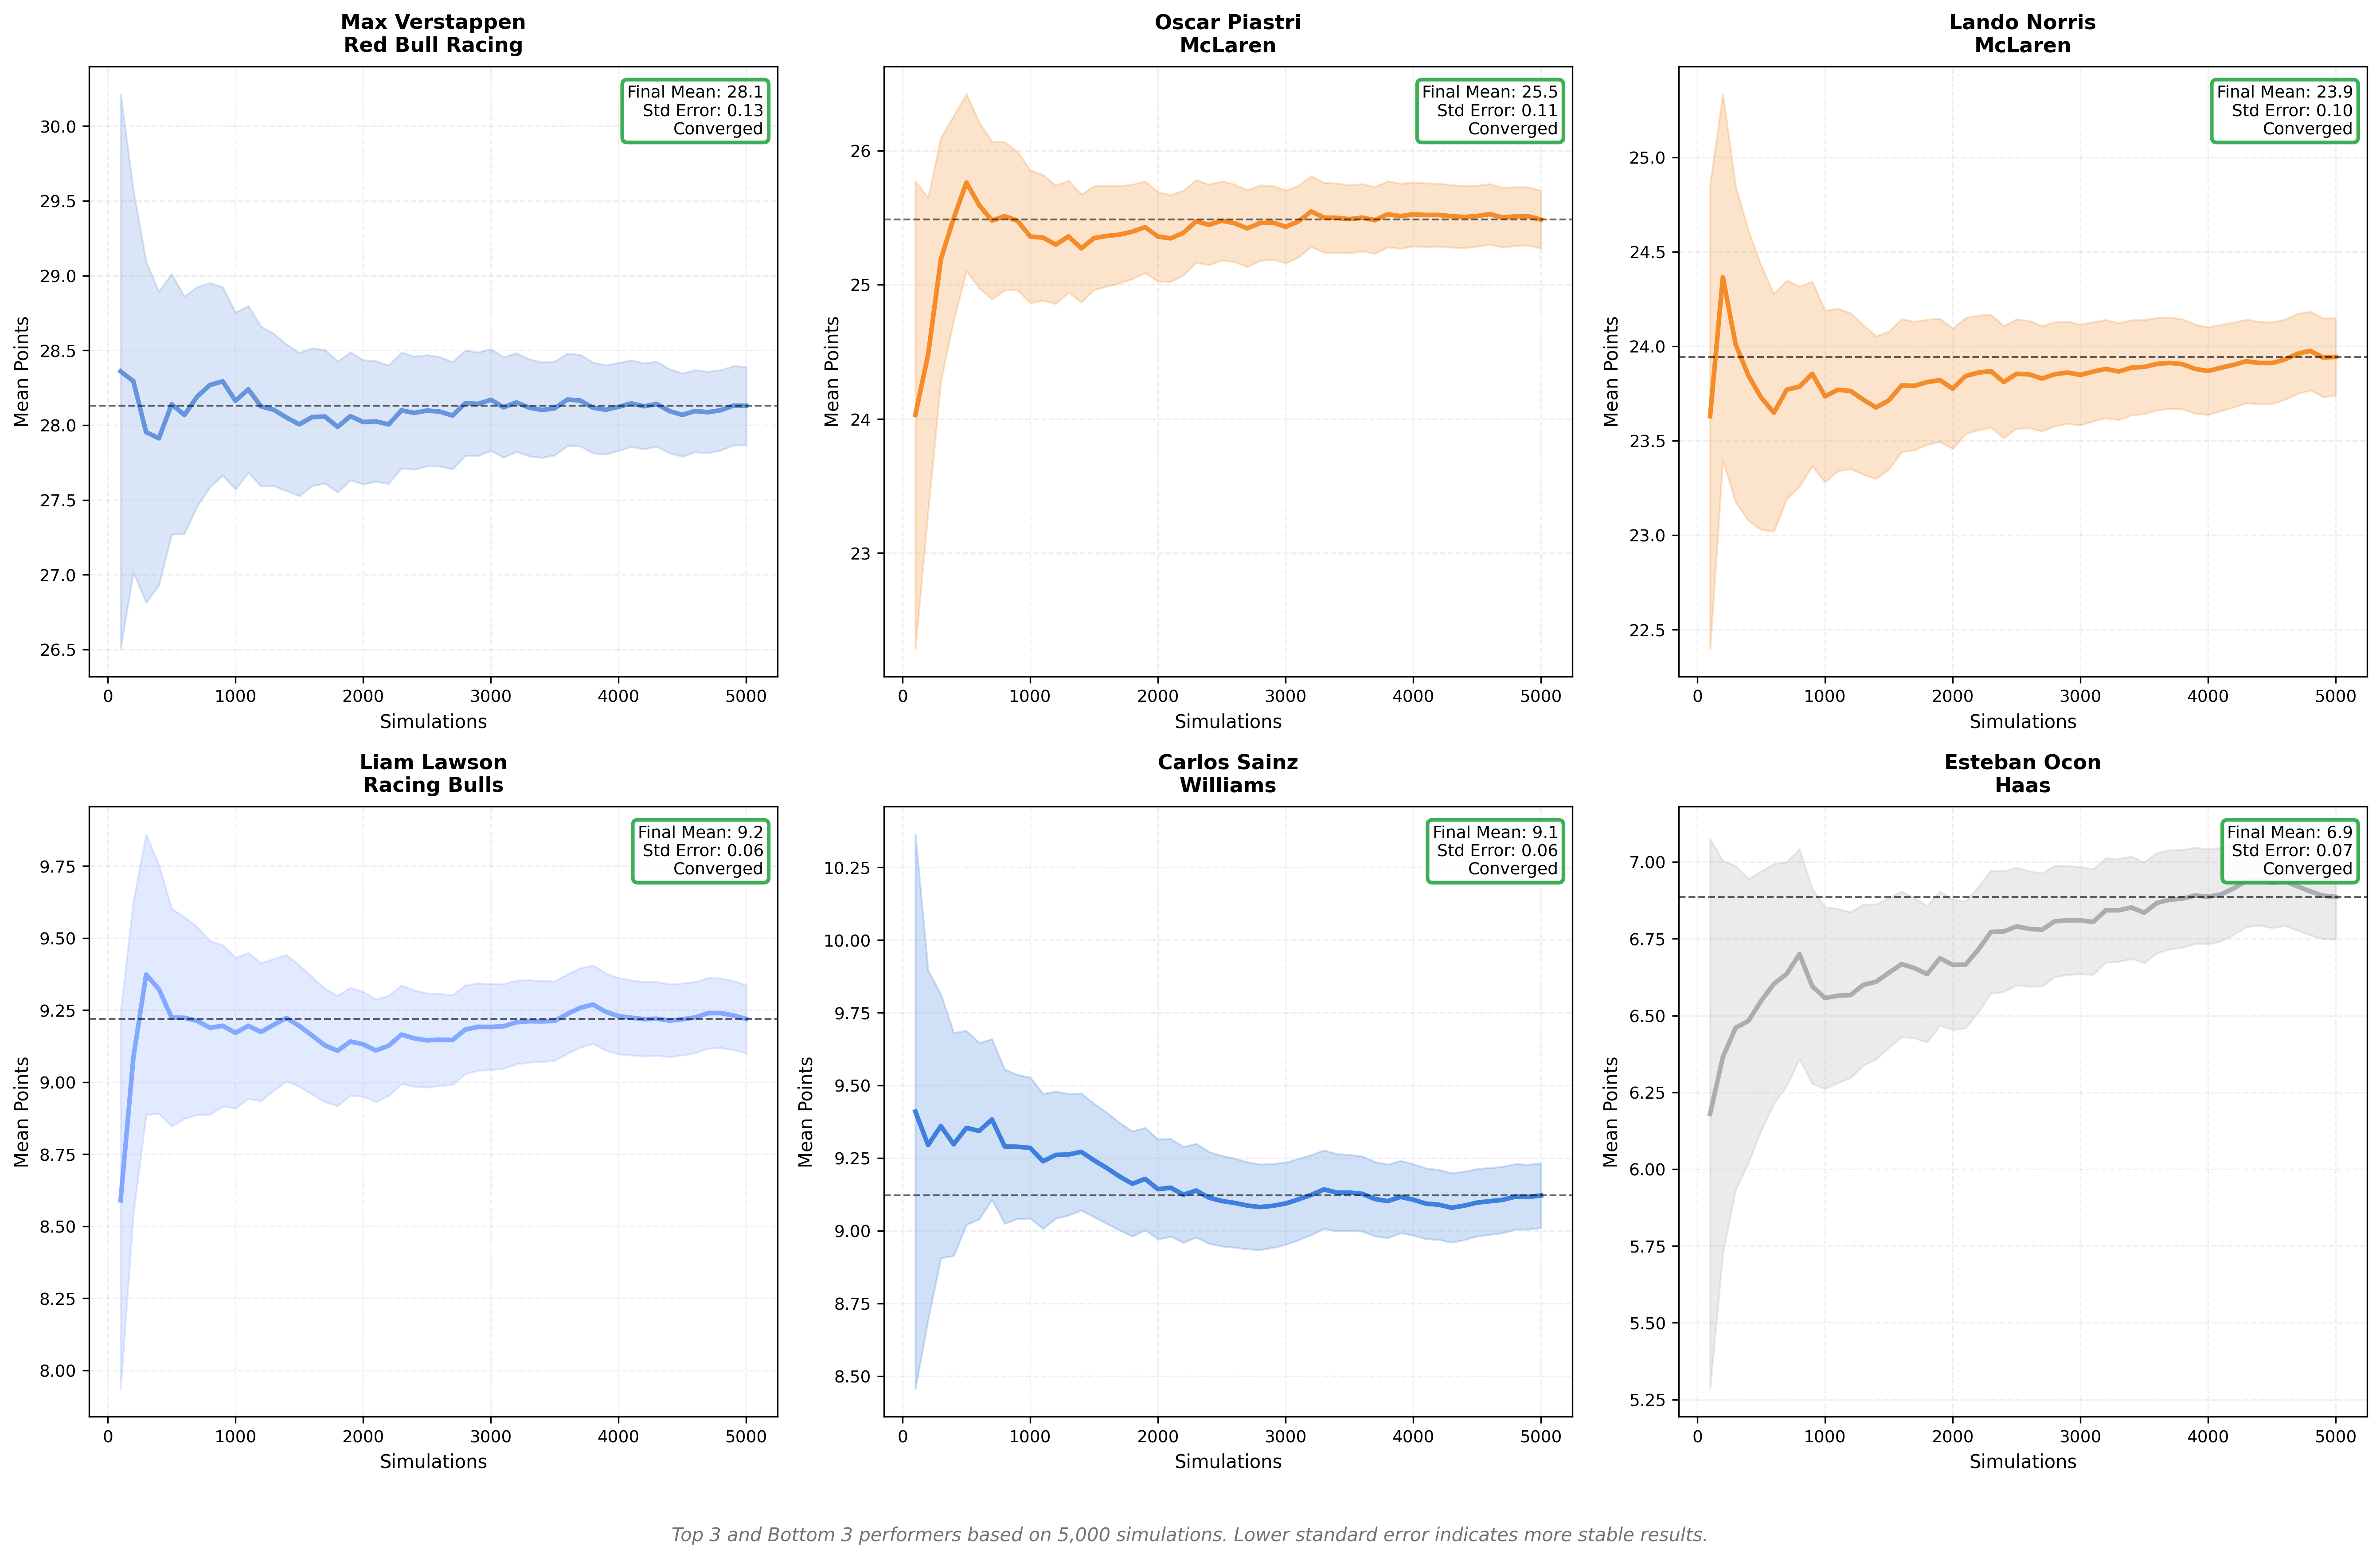 Max Verstappen
Red Bull Racing
Final Mean: 28.1
Std Error: 0.13
Converged
30.0
29.5
29.0
28.5
28.0
27.5
27.0
26.5
Mean Points
0 1000 2000 3000 4000 5000
Simulations
Oscar Piastri
McLaren
Final Mean: 25.5
Std Error: 0.11
Converged
26
25
24
23
Mean Points
0 1000 2000 3000 4000 5000
Simulations
Lando Norris
McLaren
Final Mean: 23.9
Std Error: 0.10
Converged
25.0
24.5
24.0
23.5
23.0
22.5
Mean Points
0 1000 2000 3000 4000 5000
Simulations
Liam Lawson
Racing Bulls
Final Mean: 9.2
Std Error: 0.06
Converged
9.75
9.50
9.25
9.00
8.75
8.50
8.25
8.00
Mean Points
0 1000 2000 3000 4000 5000
Simulations
Carlos Sainz
Williams
Final Mean: 9.1
Std Error: 0.06
Converged
10.25
10.00
9.75
9.50
9.25
9.00
8.75
8.50
Mean Points
0 1000 2000 3000 4000 5000
Simulations
Esteban Ocon
Haas
Final Mean: 6.9
Std Error: 0.07
Converged
7.00
6.75
6.50
6.25
6.00
5.75
5.50
5.25
Mean Points
0 1000 2000 3000 4000 5000
Simulations
Top 3 and Bottom 3 performers based on 5,000 simulations. Lower standard error indicates more stable results.